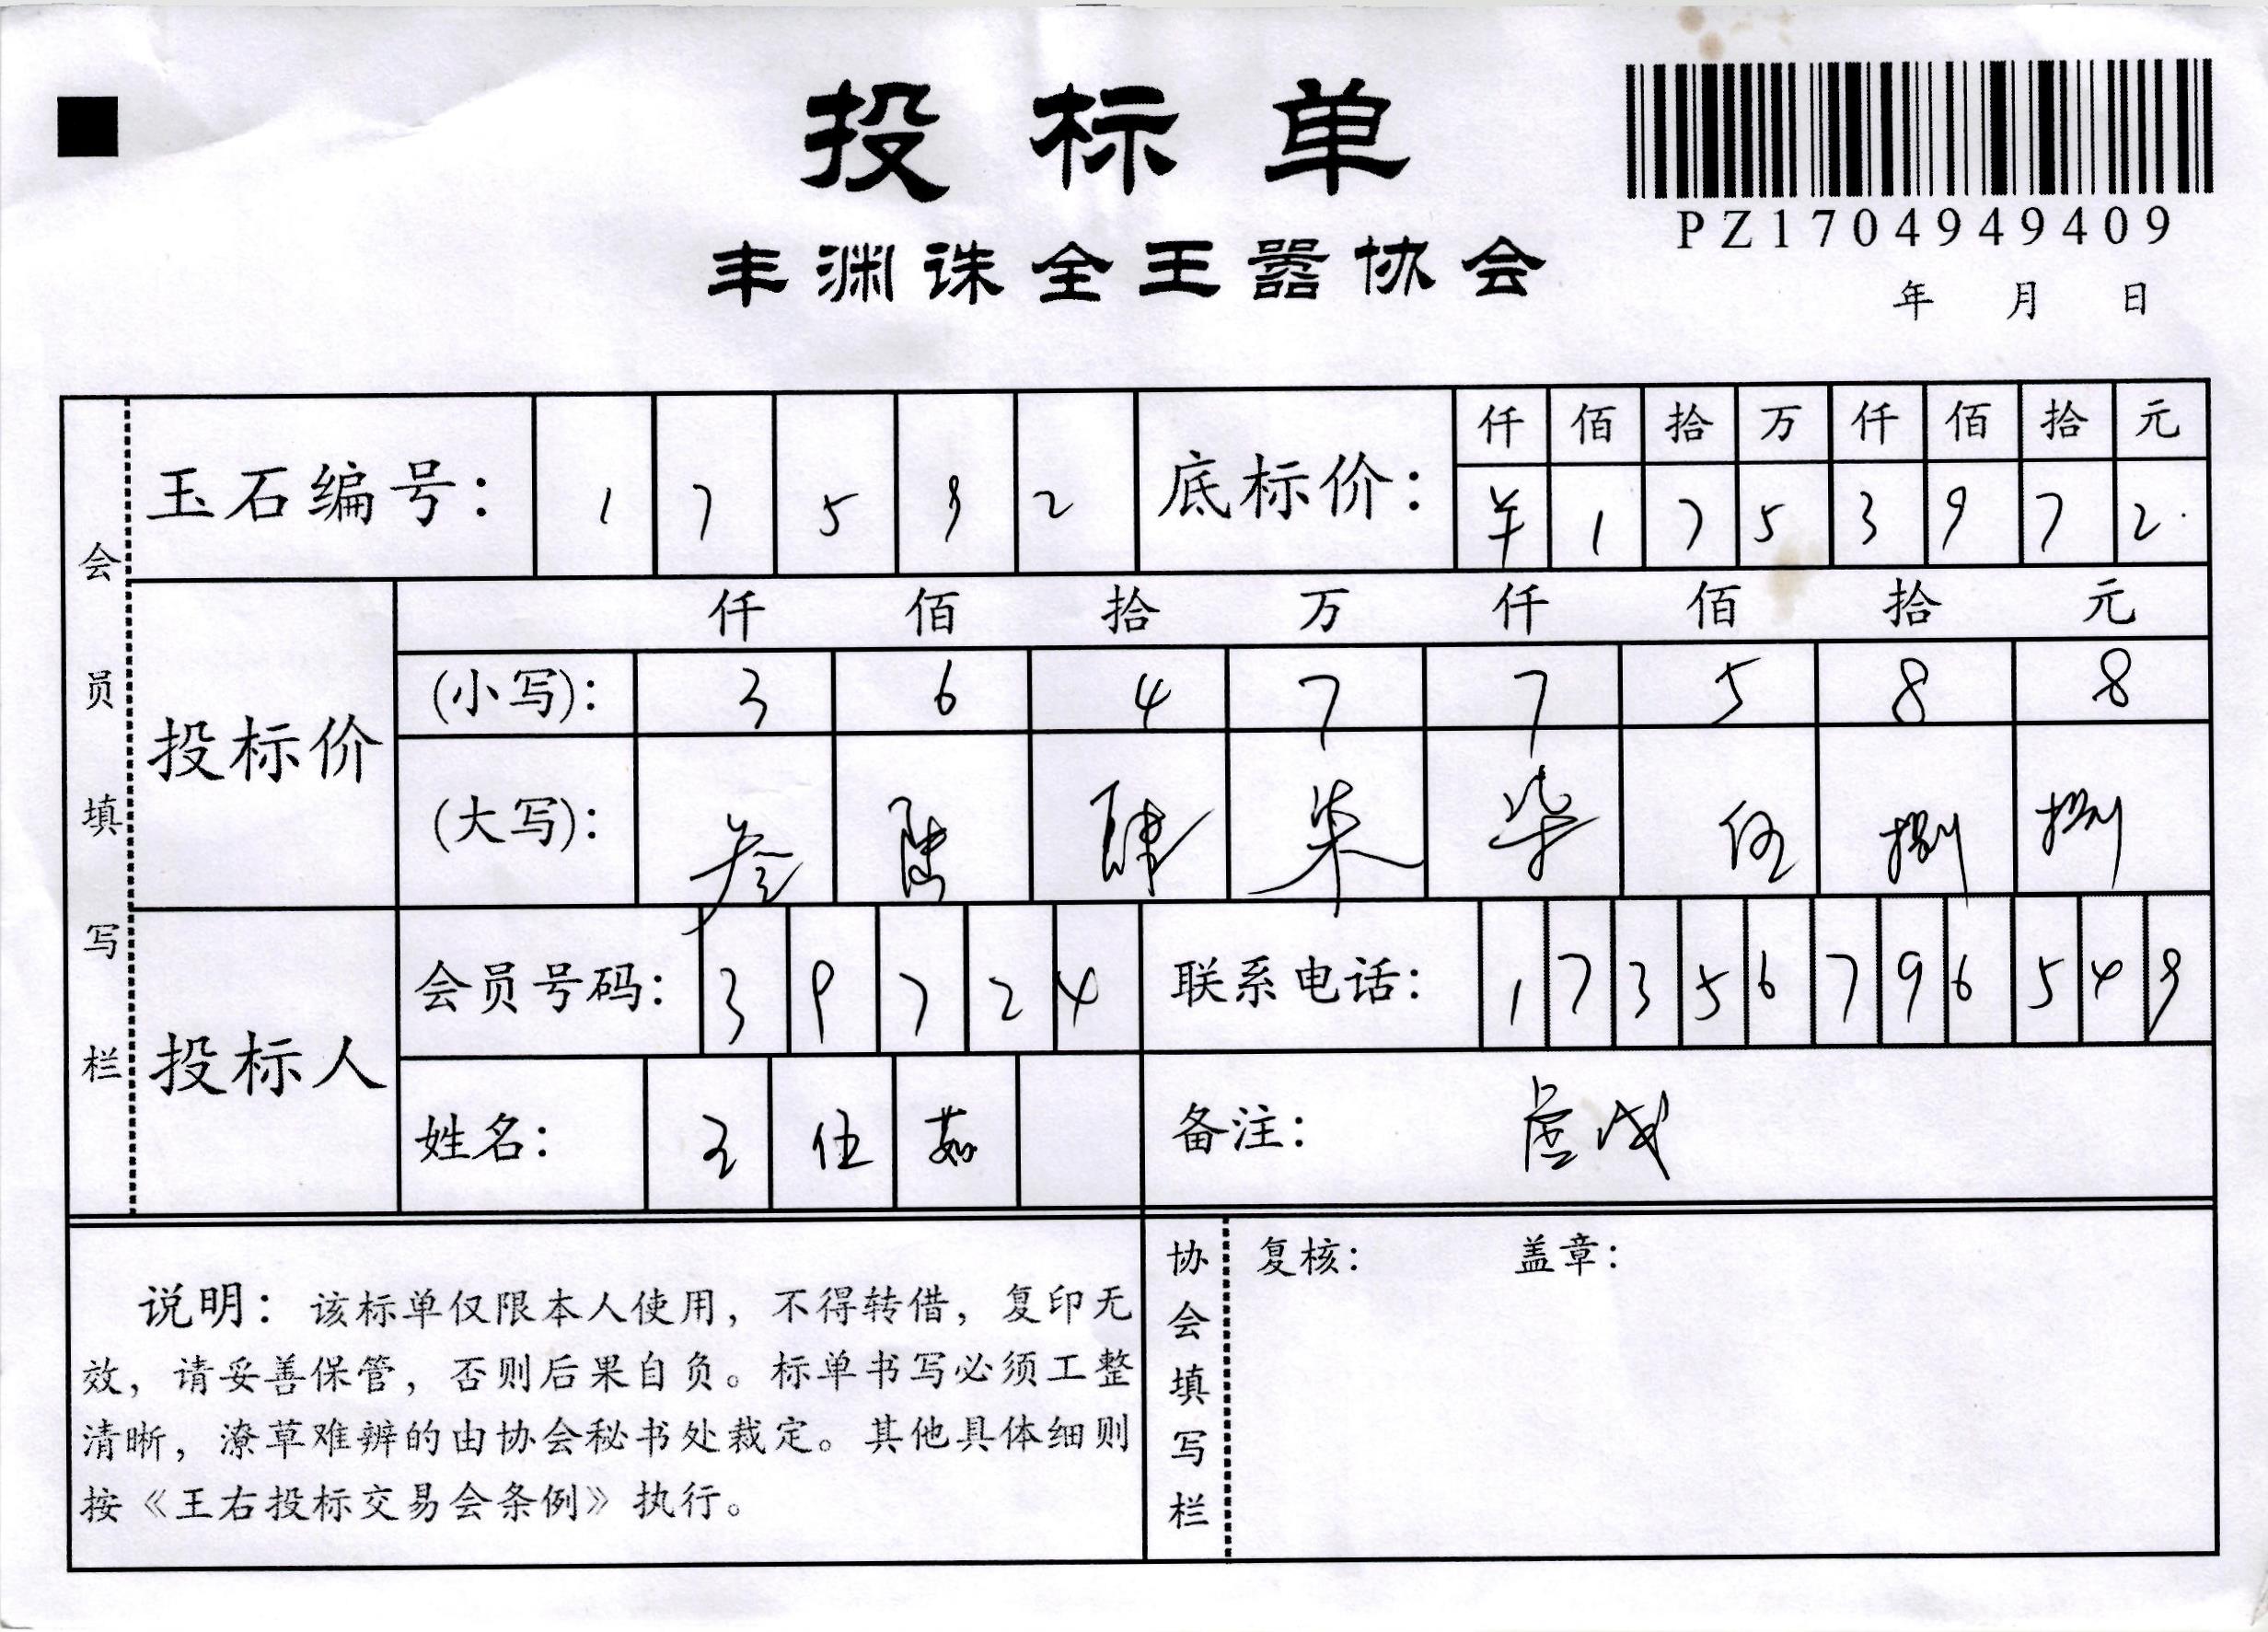 投标单
PZ1704949409
丰渊诛全王嚣协会
年 月 日
会员填写栏
玉石编号： 1 7 5 9 2
底标价： 仟 佰 拾 万 仟 佰 拾 元
¥ 1 7 5 3 9 7 2
投标价
仟 佰 拾 万 仟 佰 拾 元
(小写)： 3 6 4 7 7 5 8 8
(大写)： 叁 陆 肆 柒 柒 伍 捌 捌
投标人
会员号码： 3 9 7 2 4
联系电话： 1 7 3 5 6 7 9 6 5 4 9
姓名： 王 伍 茹
备注：
说明：该标单仅限本人使用，不得转借，复印无
效，请妥善保管，否则后果自负。标单书写必须工整
清晰，潦草难辨的由协会秘书处裁定。其他具体细则
按《王右投标交易会条例》执行。
协会填写栏
复核： 盖章：